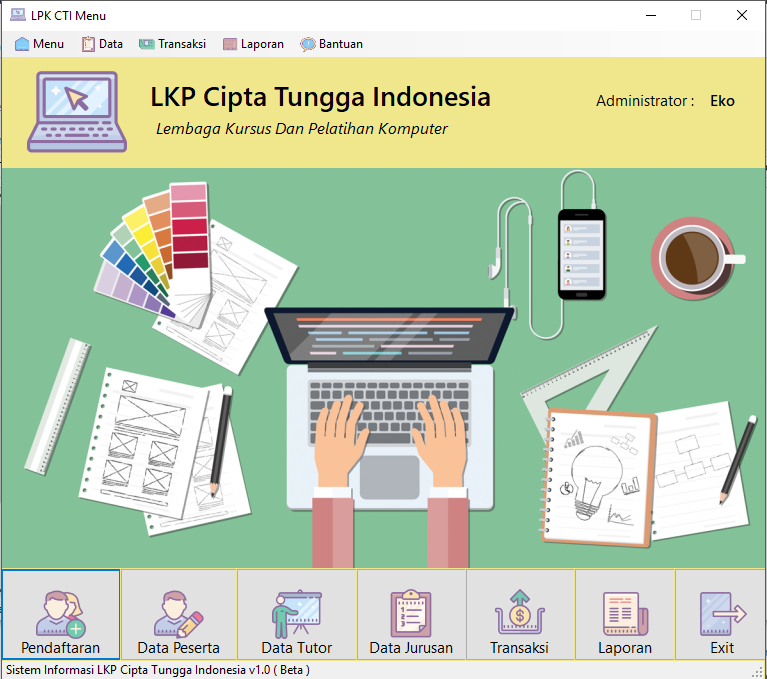 LPK CTI Menu
Menu Data Transaksi Laporan Bantuan
LKP Cipta Tungga Indonesia
Administrator : Eko
Lembaga Kursus Dan Pelatihan Komputer
Pendaftaran Data Peserta Data Tutor Data Jurusan Transaksi Laporan Exit
Sistem Informasi LKP Cipta Tungga Indonesia v1.0 ( Beta )